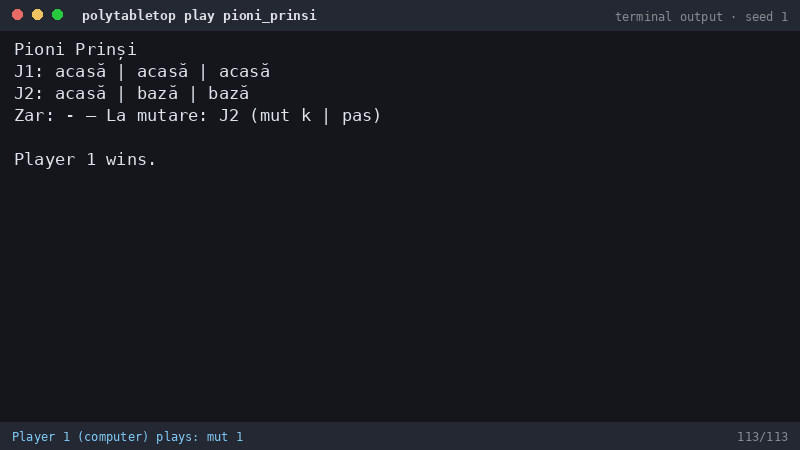 polytabletop play pioni_prinsi
terminal output · seed 1
Pioni Prinși
J1: acasă | acasă | acasă
J2: acasă | bază | bază
Zar: - — La mutare: J2 (mut k | pas)
Player 1 wins.
Player 1 (computer) plays: mut 1
113/113